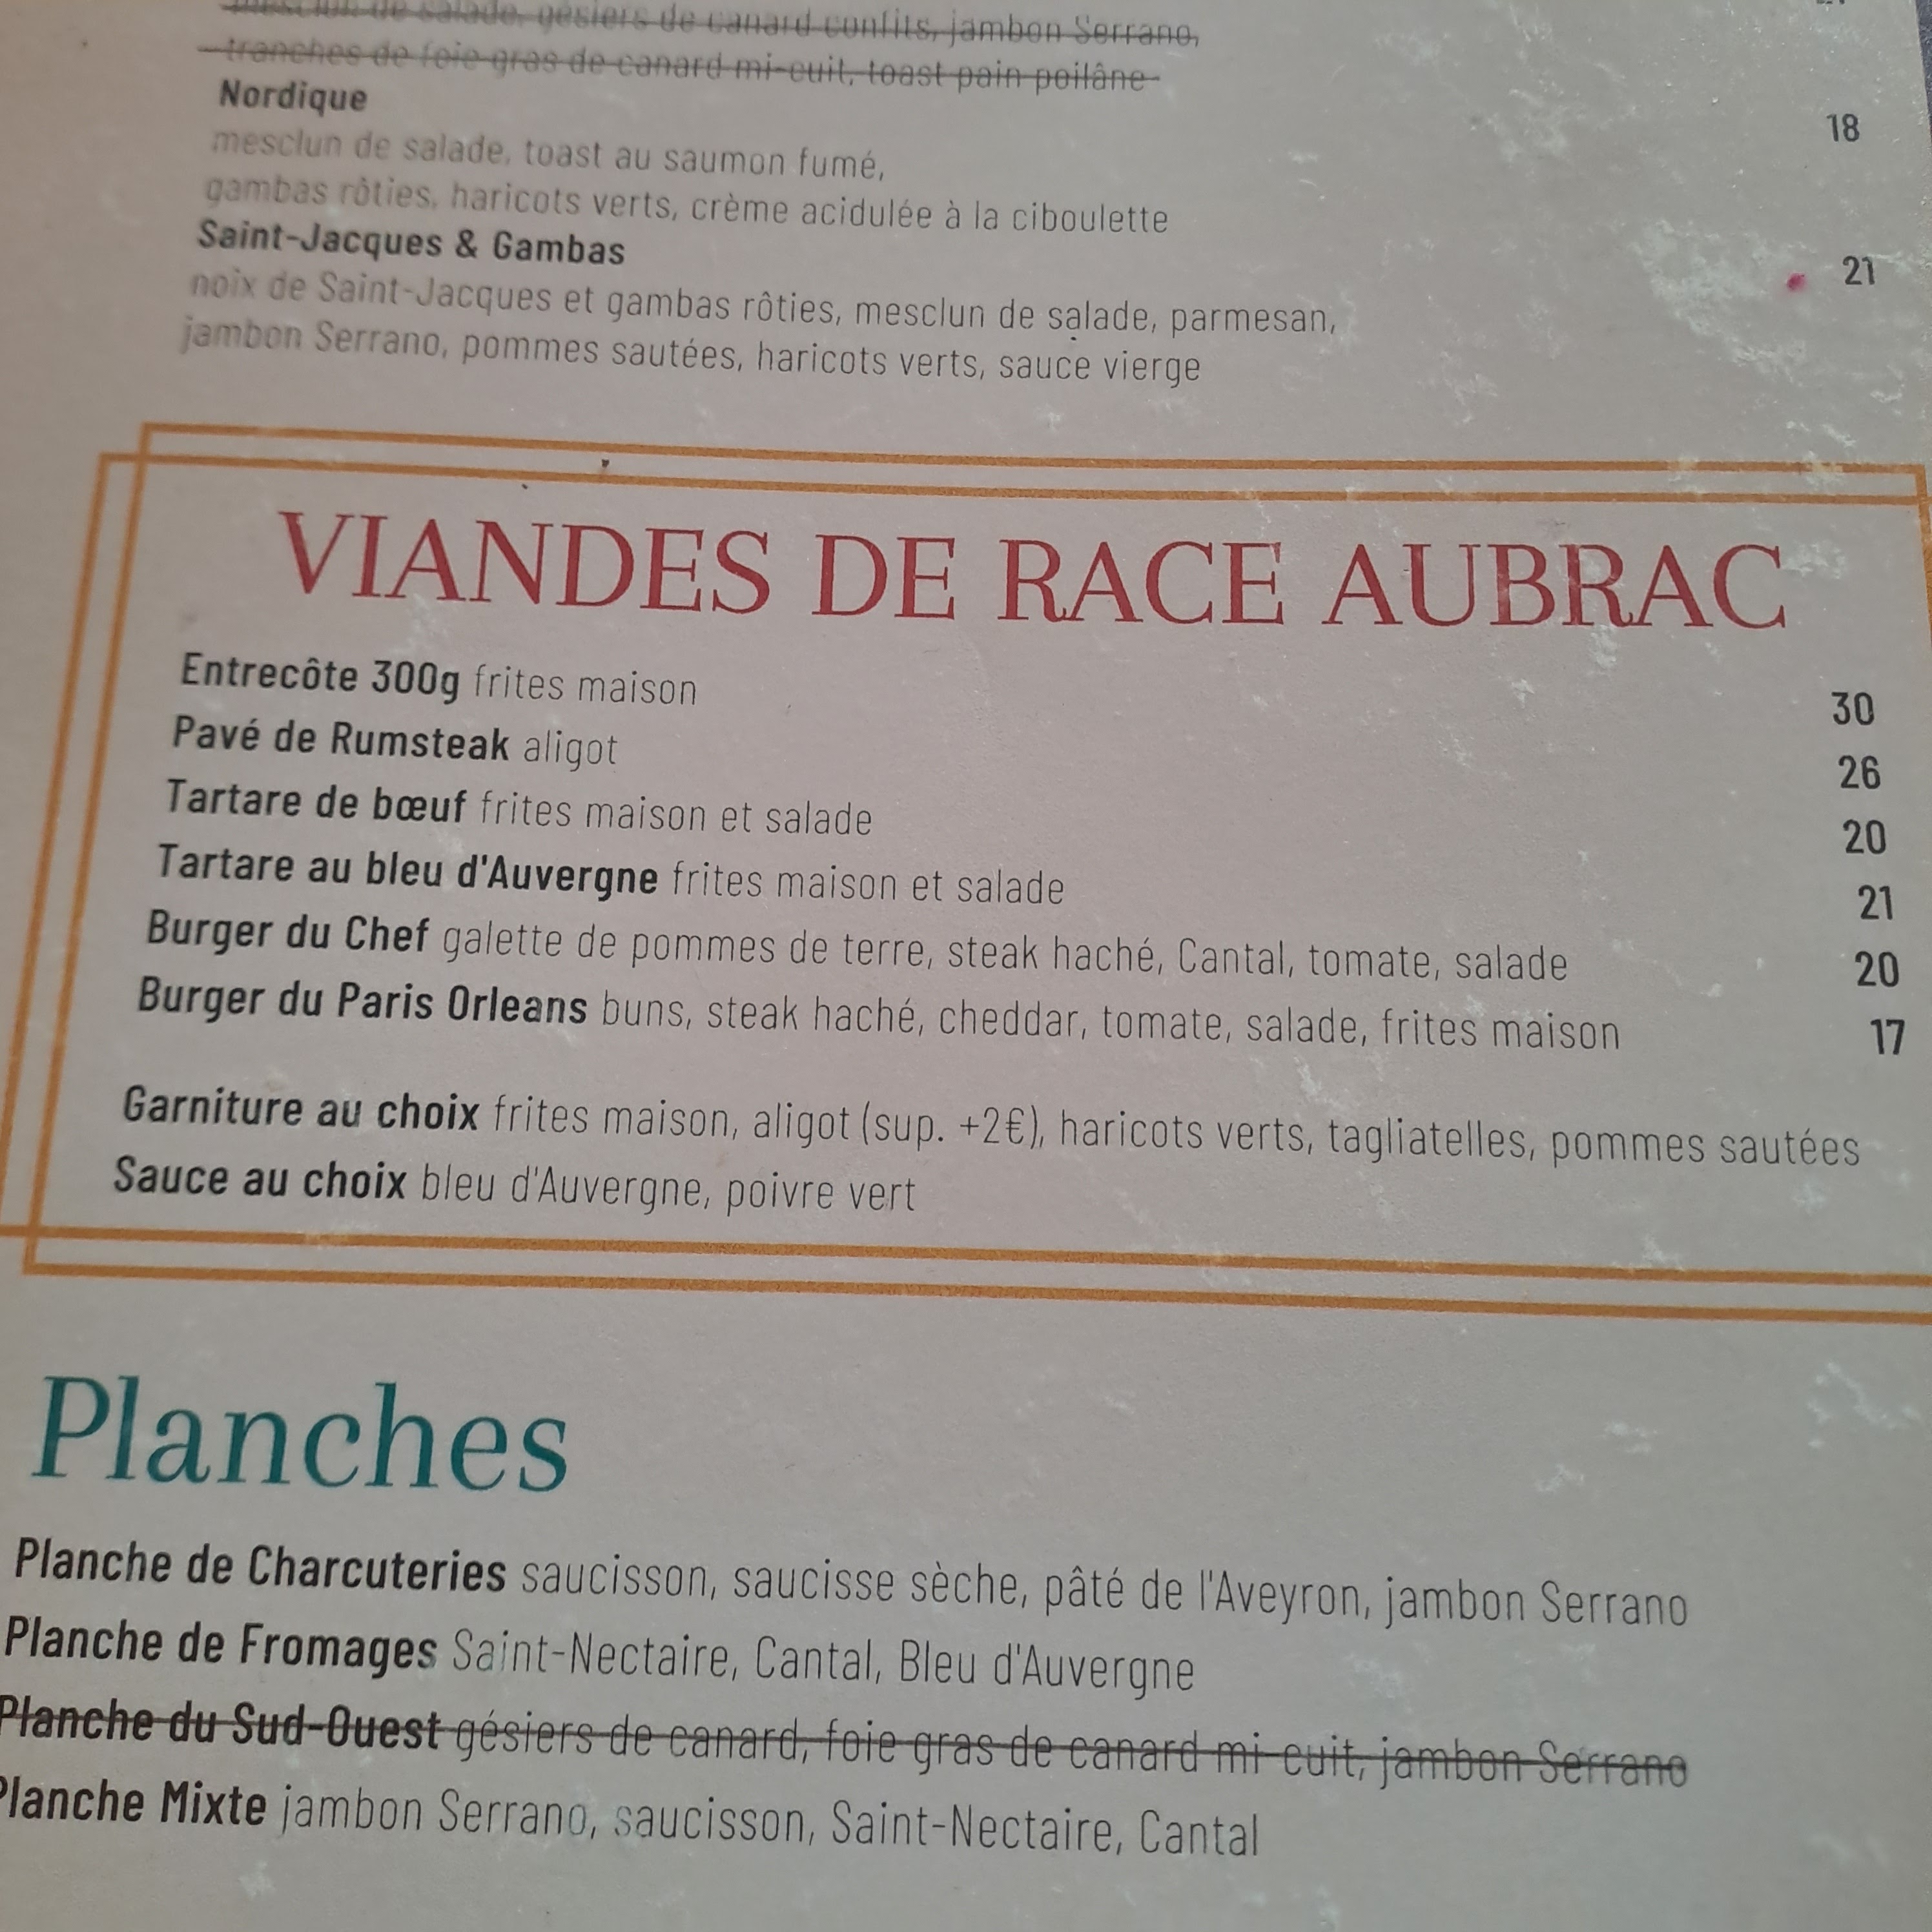 mesclun de salade, gésiers de canard confits, jambon Serrano,
tranches de foie gras de canard mi-cuit, toast pain poilâne
Nordique 18
mesclun de salade, toast au saumon fumé,
gambas rôties, haricots verts, crème acidulée à la ciboulette
Saint-Jacques & Gambas 21
noix de Saint-Jacques et gambas rôties, mesclun de salade, parmesan,
jambon Serrano, pommes sautées, haricots verts, sauce vierge
VIANDES DE RACE AUBRAC
Entrecôte 300g frites maison 30
Pavé de Rumsteak aligot 26
Tartare de bœuf frites maison et salade 20
Tartare au bleu d'Auvergne frites maison et salade 21
Burger du Chef galette de pommes de terre, steak haché, Cantal, tomate, salade 20
Burger du Paris Orleans buns, steak haché, cheddar, tomate, salade, frites maison 17
Garniture au choix frites maison, aligot (sup. +2€), haricots verts, tagliatelles, pommes sautées
Sauce au choix bleu d'Auvergne, poivre vert
Planches
Planche de Charcuteries saucisson, saucisse sèche, pâté de l'Aveyron, jambon Serrano
Planche de Fromages Saint-Nectaire, Cantal, Bleu d'Auvergne
Planche du Sud-Ouest gésiers de canard, foie gras de canard mi-cuit, jambon Serrano
Planche Mixte jambon Serrano, saucisson, Saint-Nectaire, Cantal